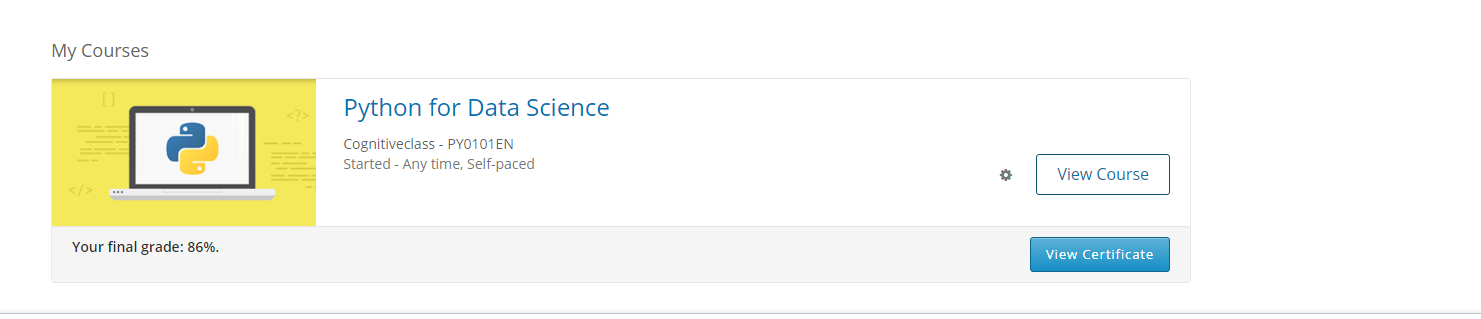 My Courses
{ }
<?>
</>
Python for Data Science
Cognitiveclass - PY0101EN
Started - Any time, Self-paced
View Course
Your final grade: 86%.
View Certificate